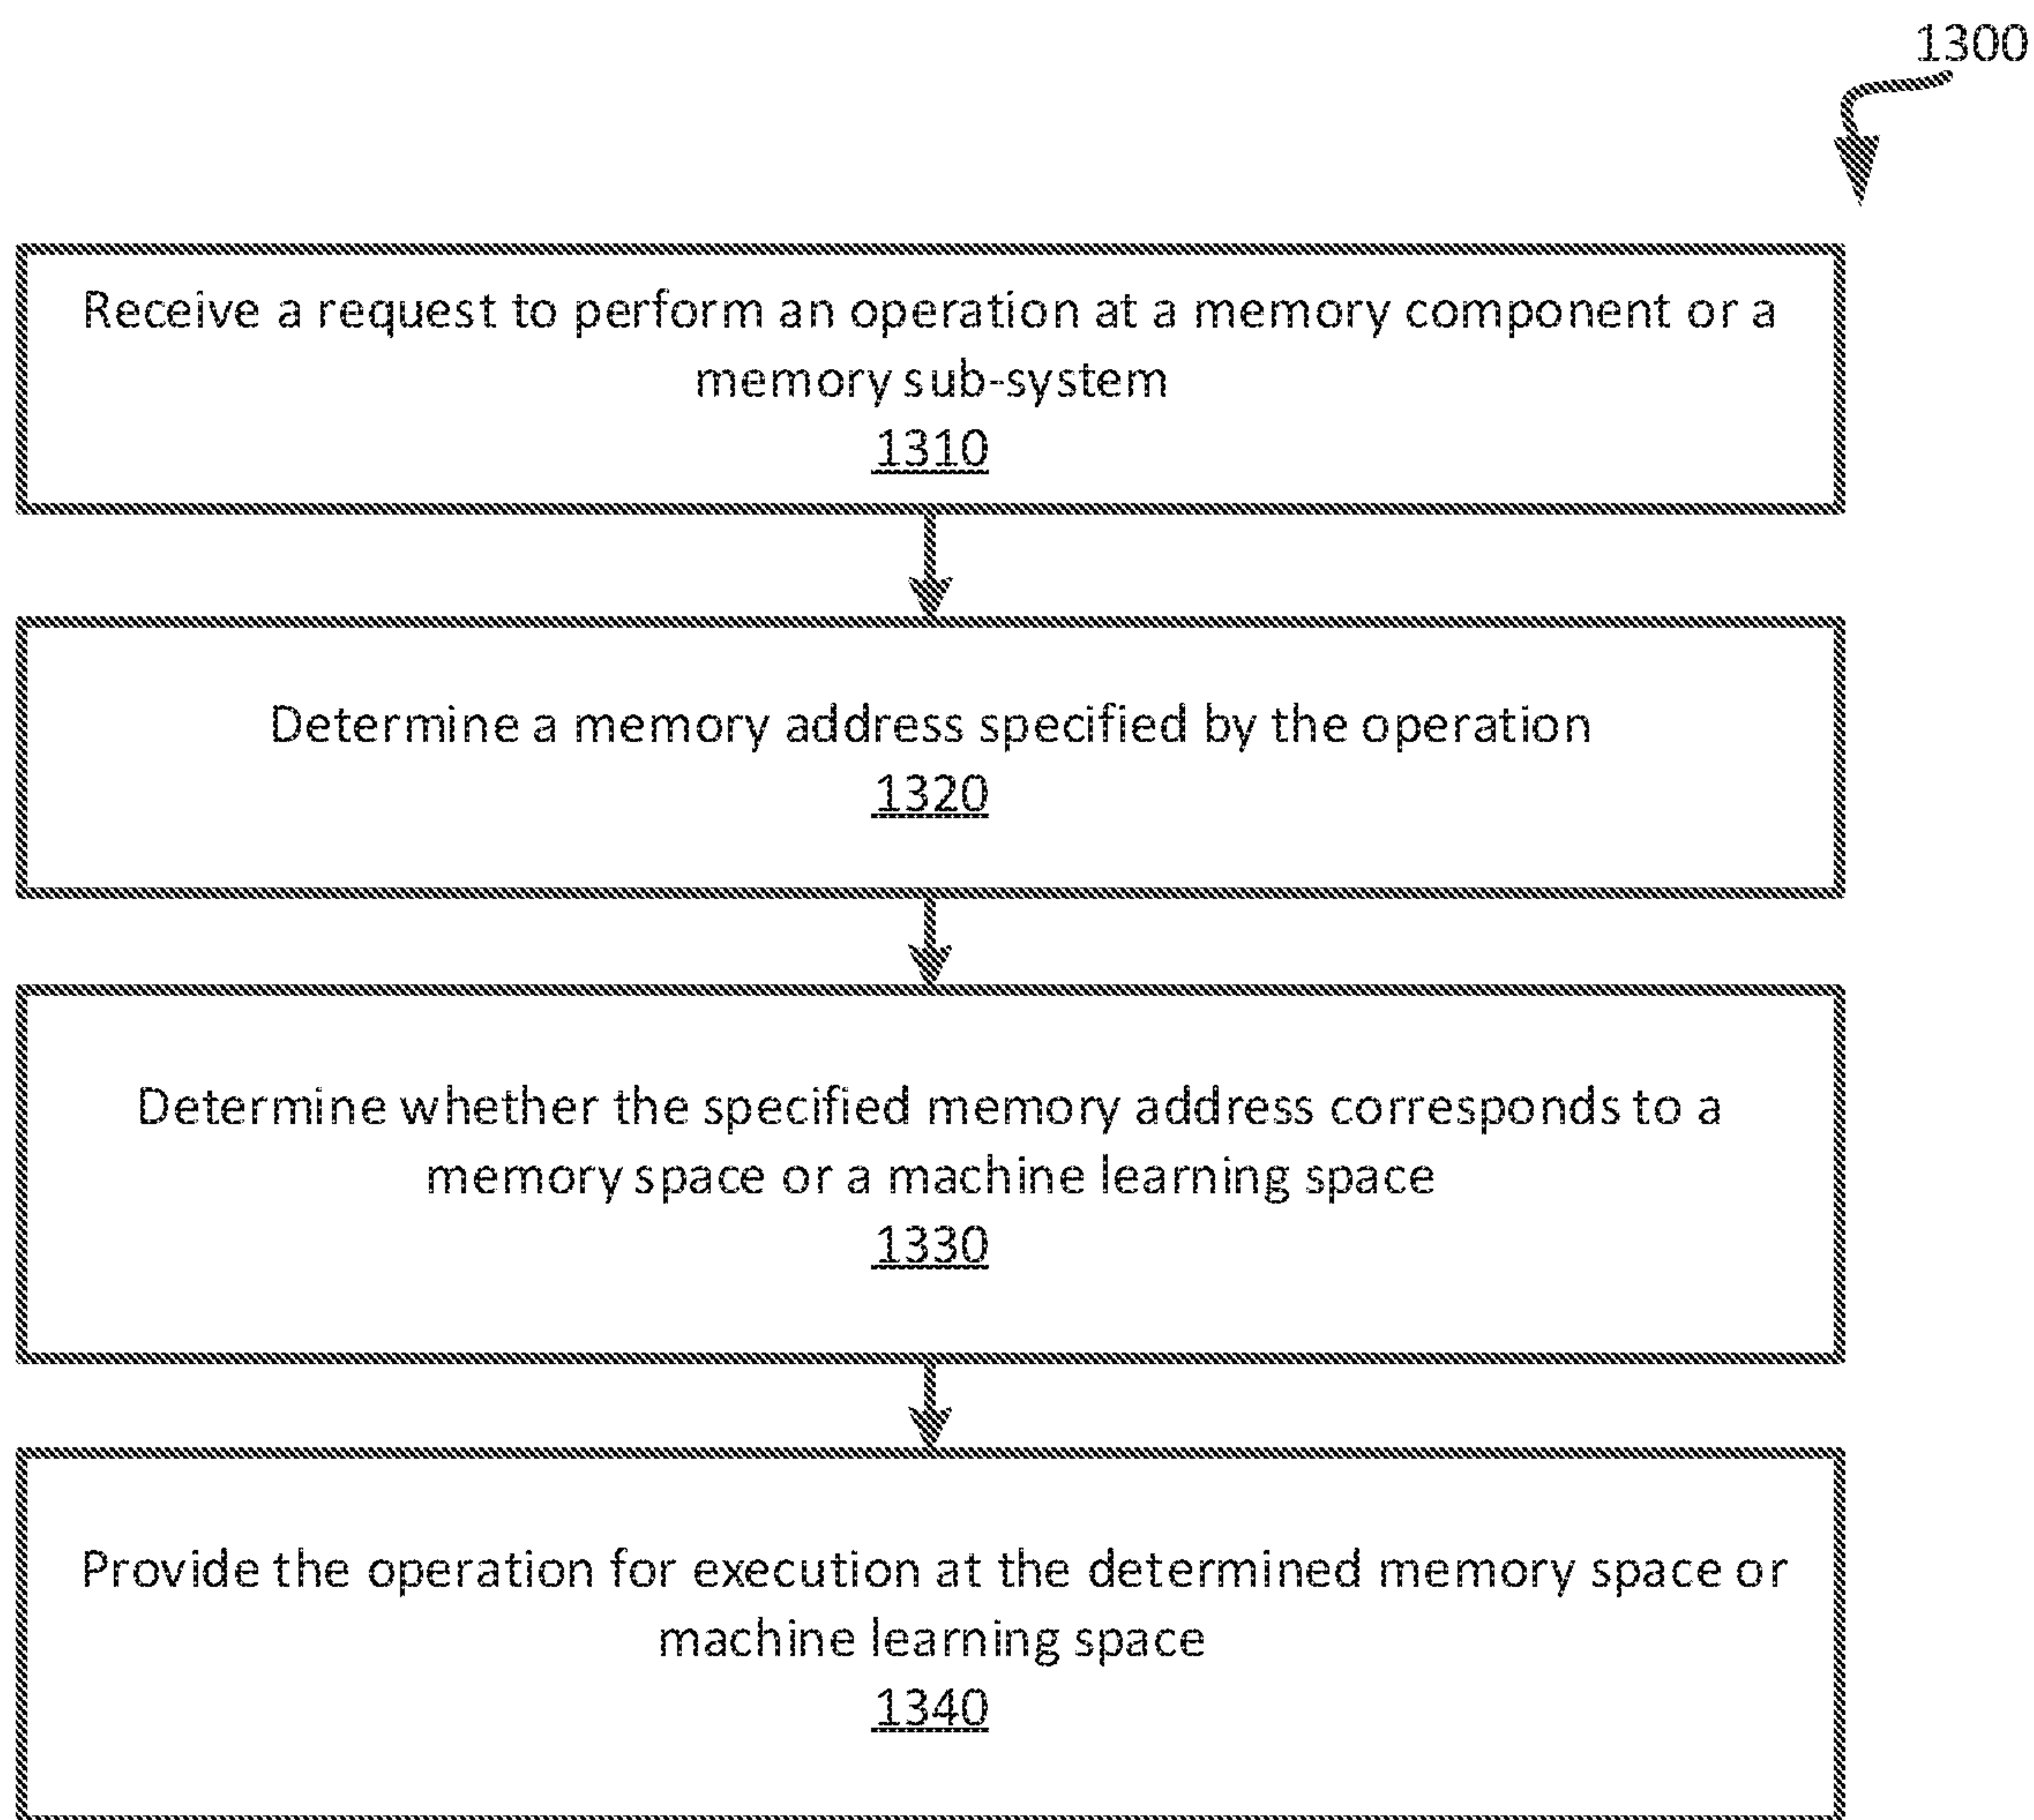 1300
Receive a request to perform an operation at a memory component or a
memory sub-system
1310
Determine a memory address specified by the operation
1320
Determine whether the specified memory address corresponds to a
memory space or a machine learning space
1330
Provide the operation for execution at the determined memory space or
machine learning space
1340